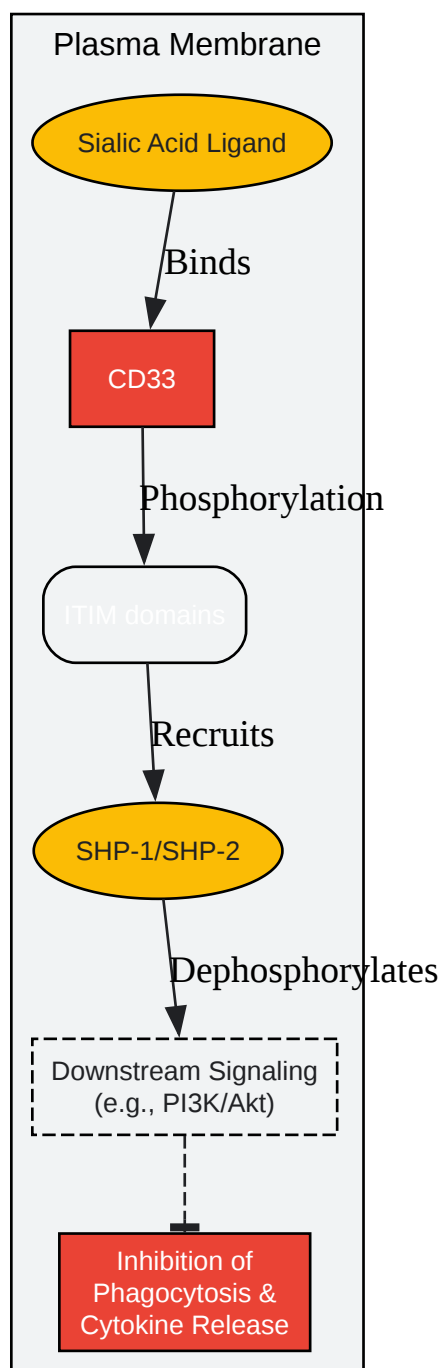 Plasma Membrane
Sialic Acid Ligand
Binds
CD33
Phosphorylation
ITIM domains
Recruits
SHP-1/SHP-2
Dephosphorylates
Downstream Signaling
(e.g., PI3K/Akt)
Inhibition of
Phagocytosis &
Cytokine Release